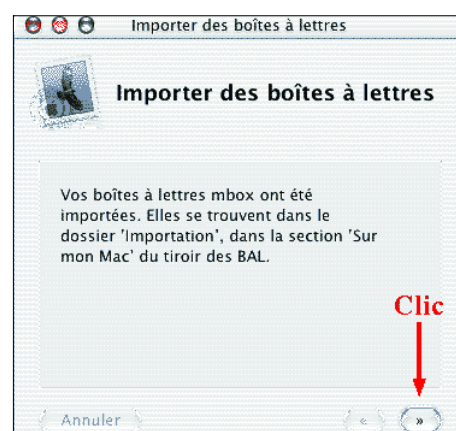 Importer des boîtes à lettres
Importer des boîtes à lettres
Vos boîtes à lettres mbox ont été
importées. Elles se trouvent dans le
dossier 'Importation', dans la section 'Sur
mon Mac' du tiroir des BAL.
Clic
Annuler « »